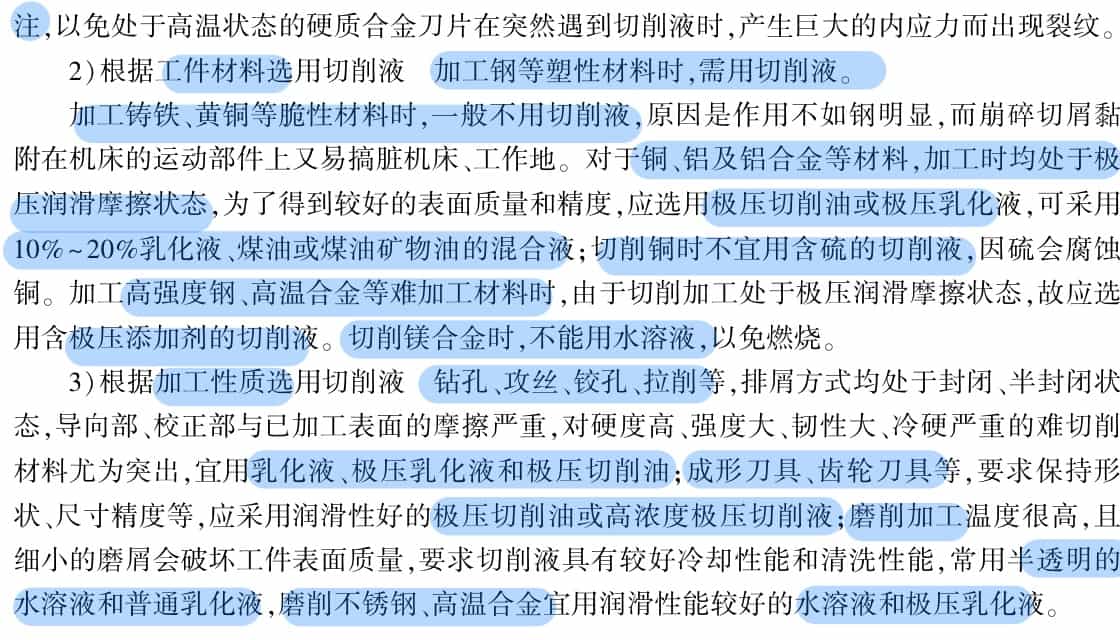 注,以免处于高温状态的硬质合金刀片在突然遇到切削液时,产生巨大的内应力而出现裂纹。
2)根据工件材料选用切削液 加工钢等塑性材料时,需用切削液。
加工铸铁、黄铜等脆性材料时,一般不用切削液,原因是作用不如钢明显,而崩碎切屑黏
附在机床的运动部件上又易搞脏机床、工作地。对于铜、铝及铝合金等材料,加工时均处于极
压润滑摩擦状态,为了得到较好的表面质量和精度,应选用极压切削油或极压乳化液,可采用
10%~20%乳化液、煤油或煤油矿物油的混合液;切削铜时不宜用含硫的切削液,因硫会腐蚀
铜。加工高强度钢、高温合金等难加工材料时,由于切削加工处于极压润滑摩擦状态,故应选
用含极压添加剂的切削液。切削镁合金时,不能用水溶液,以免燃烧。
3)根据加工性质选用切削液 钻孔、攻丝、铰孔、拉削等,排屑方式均处于封闭、半封闭状
态,导向部、校正部与已加工表面的摩擦严重,对硬度高、强度大、韧性大、冷硬严重的难切削
材料尤为突出,宜用乳化液、极压乳化液和极压切削油;成形刀具、齿轮刀具等,要求保持形
状、尺寸精度等,应采用润滑性好的极压切削油或高浓度极压切削液;磨削加工温度很高,且
细小的磨屑会破坏工件表面质量,要求切削液具有较好冷却性能和清洗性能,常用半透明的
水溶液和普通乳化液,磨削不锈钢、高温合金宜用润滑性能较好的水溶液和极压乳化液。